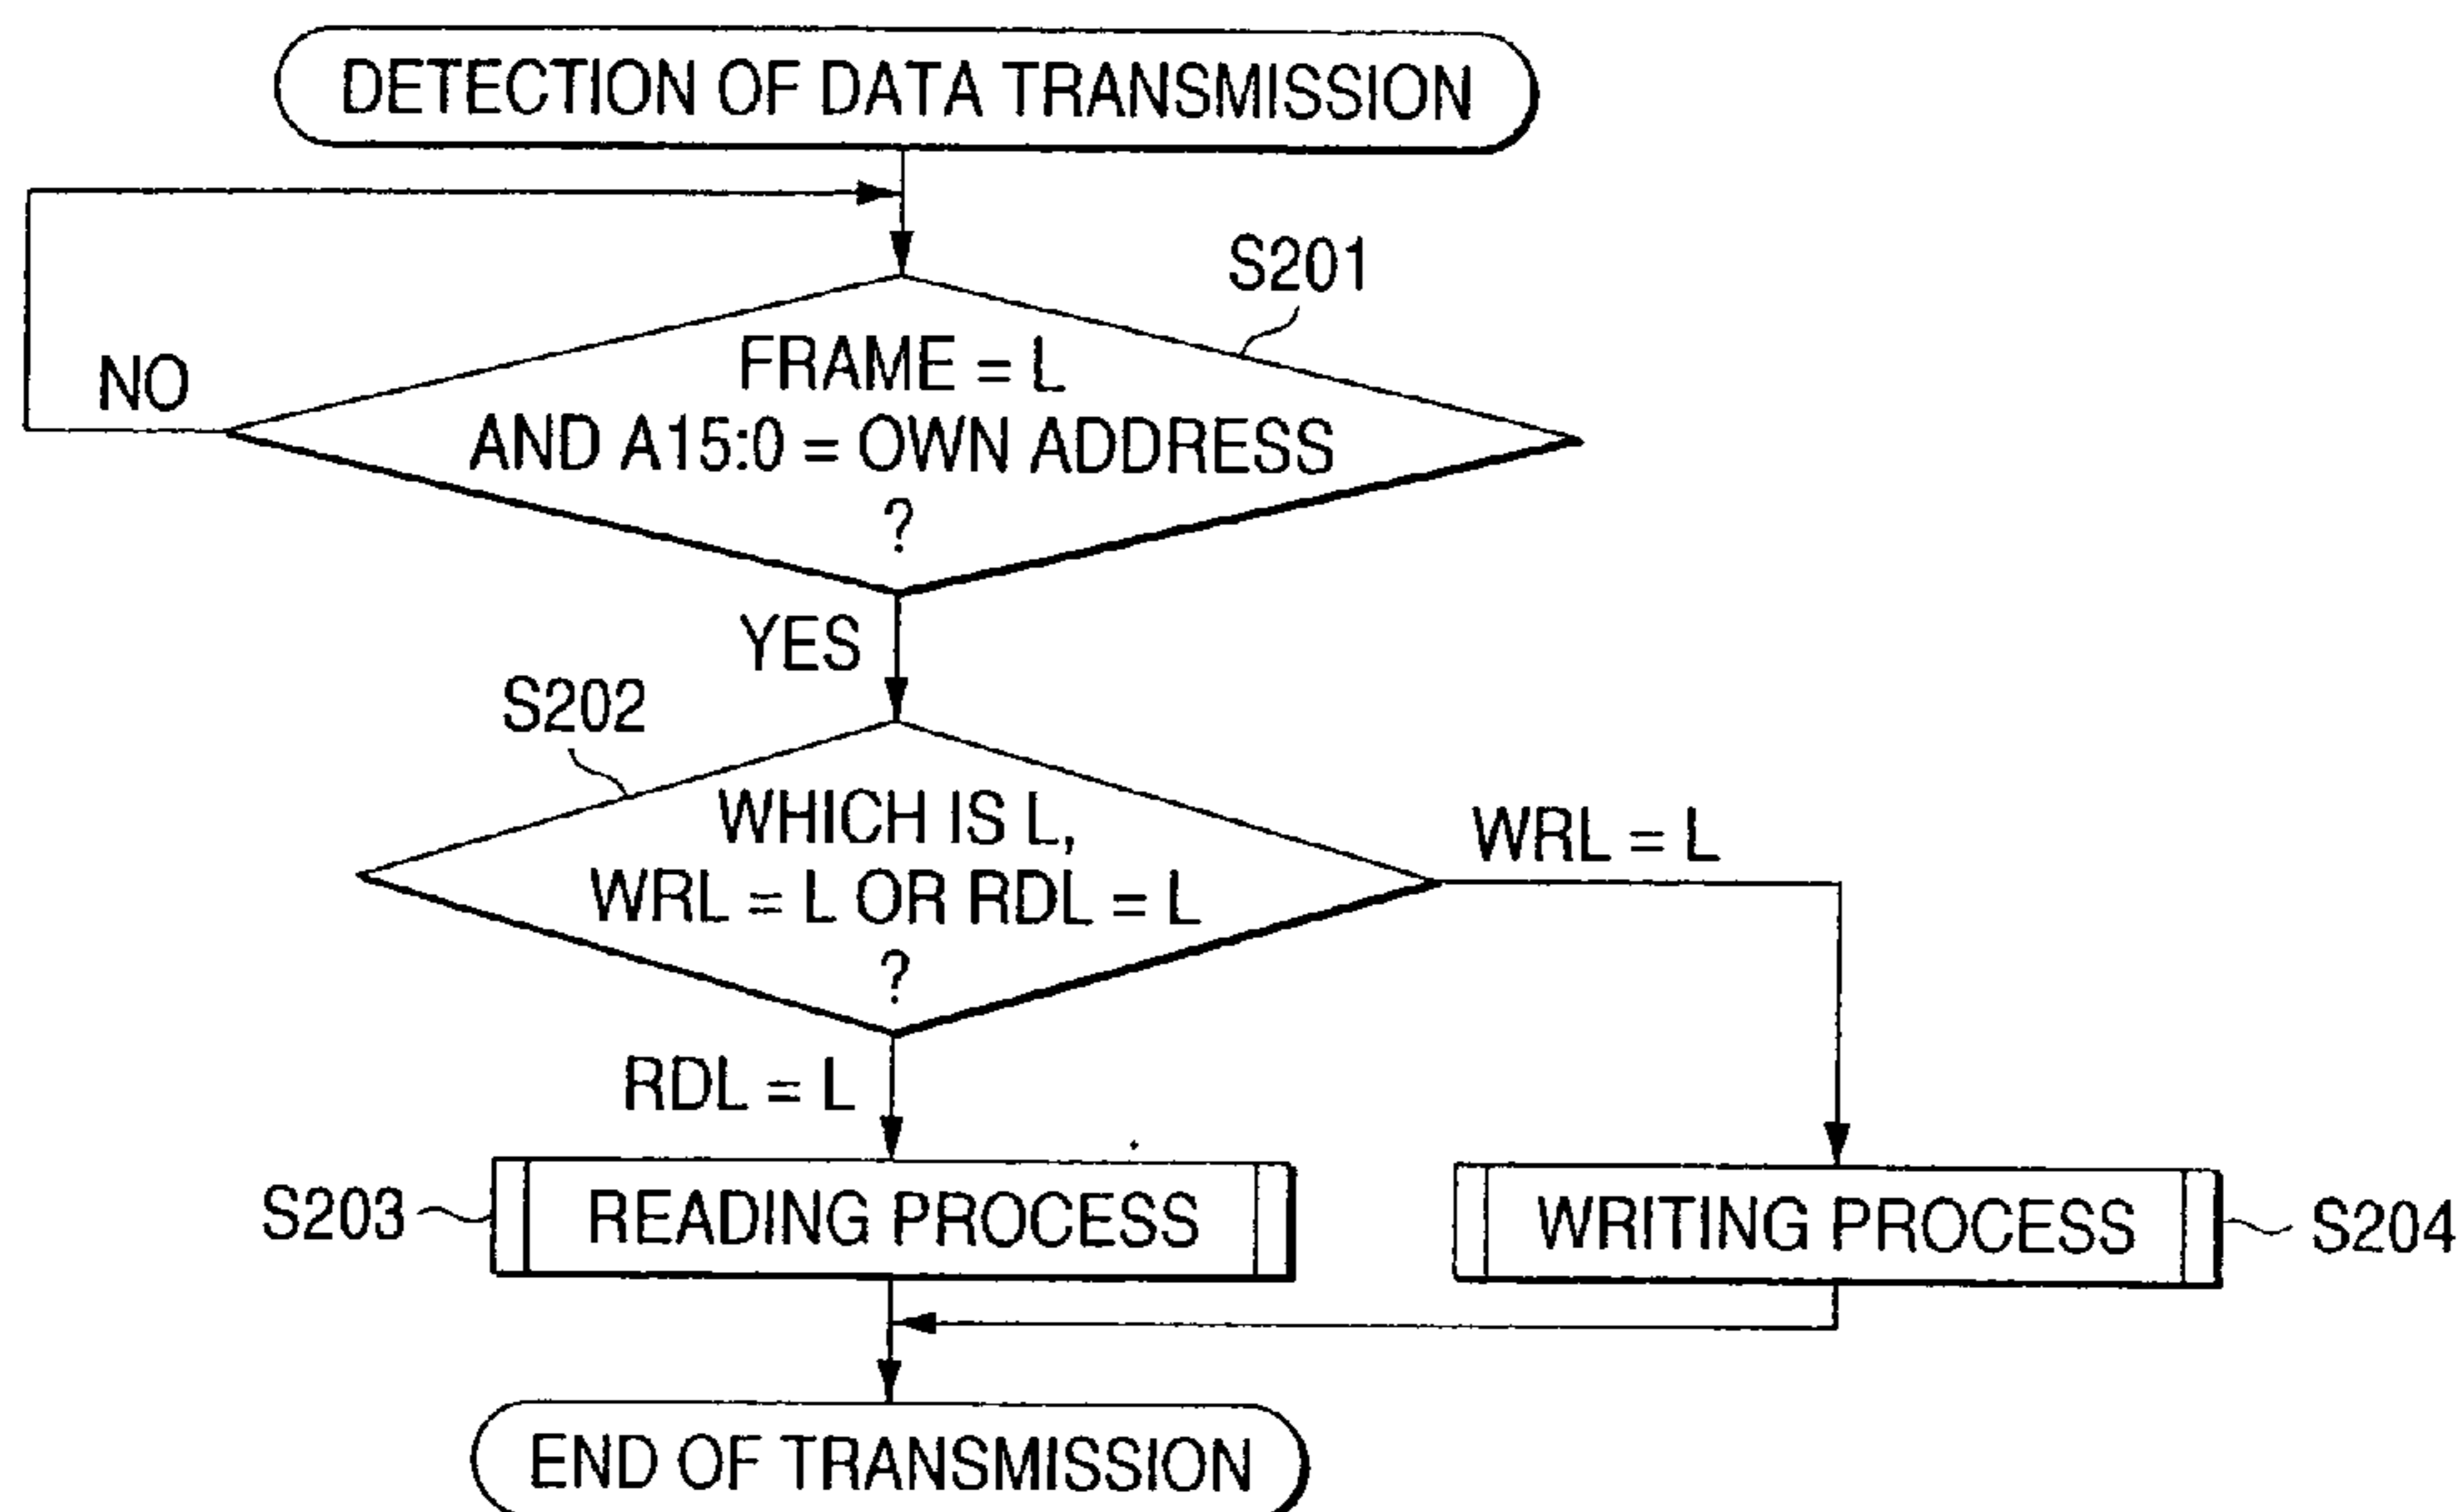 DETECTION OF DATA TRANSMISSION
S201
FRAME = L
NO
AND A15:0 = OWN ADDRESS
?
YES
S202
WHICH IS L,
WRL = L
WRL = L OR RDL = L
?
RDL = L
S203
READING PROCESS
WRITING PROCESS
S204
END OF TRANSMISSION